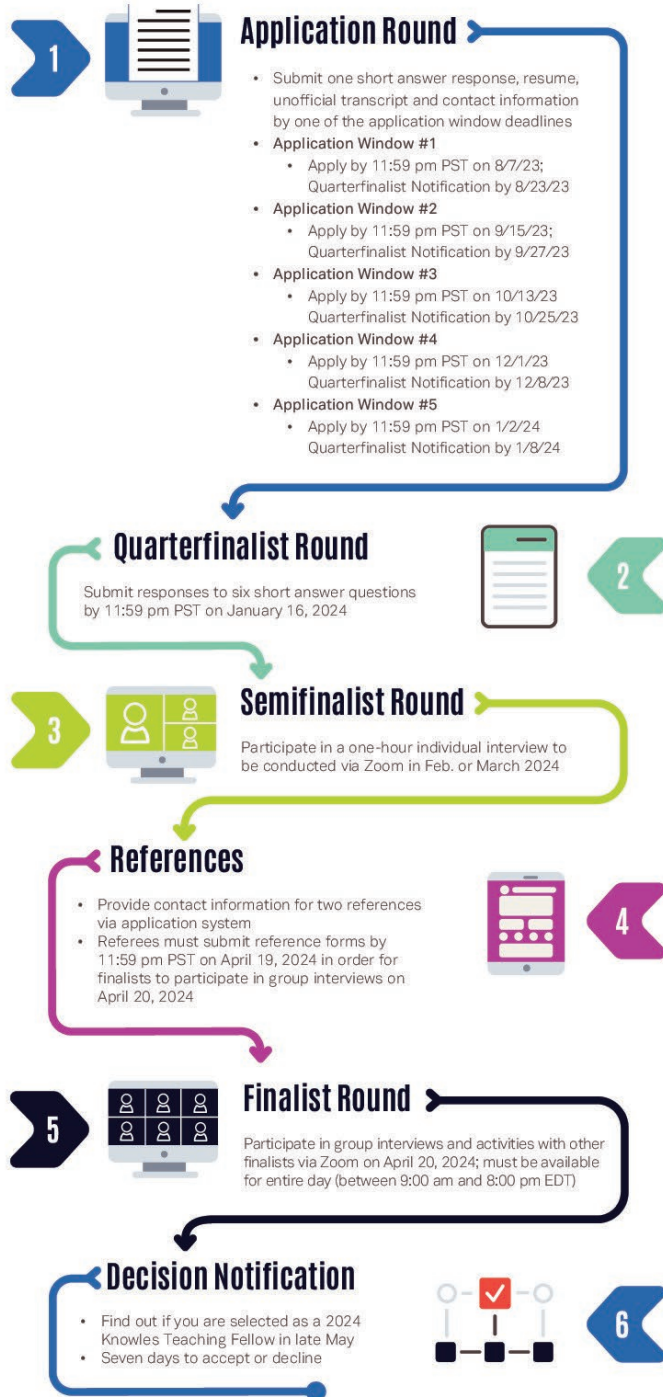 1
Application Round
• Submit one short answer response, resume,
unofficial transcript and contact information
by one of the application window deadlines
• Application Window #1
• Apply by 11:59 pm PST on 8/7/23;
Quarterfinalist Notification by 8/23/23
• Application Window #2
• Apply by 11:59 pm PST on 9/15/23;
Quarterfinalist Notification by 9/27/23
• Application Window #3
• Apply by 11:59 pm PST on 10/13/23
Quarterfinalist Notification by 10/25/23
• Application Window #4
• Apply by 11:59 pm PST on 12/1/23
Quarterfinalist Notification by 12/8/23
• Application Window #5
• Apply by 11:59 pm PST on 1/2/24
Quarterfinalist Notification by 1/8/24
Quarterfinalist Round
Submit responses to six short answer questions
by 11:59 pm PST on January 16, 2024
2
3
Semifinalist Round
Participate in a one-hour individual interview to
be conducted via Zoom in Feb. or March 2024
References
• Provide contact information for two references
via application system
• Referees must submit reference forms by
11:59 pm PST on April 19, 2024 in order for
finalists to participate in group interviews on
April 20, 2024
4
5
Finalist Round
Participate in group interviews and activities with other
finalists via Zoom on April 20, 2024; must be available
for entire day (between 9:00 am and 8:00 pm EDT)
Decision Notification
• Find out if you are selected as a 2024
Knowles Teaching Fellow in late May
• Seven days to accept or decline
6